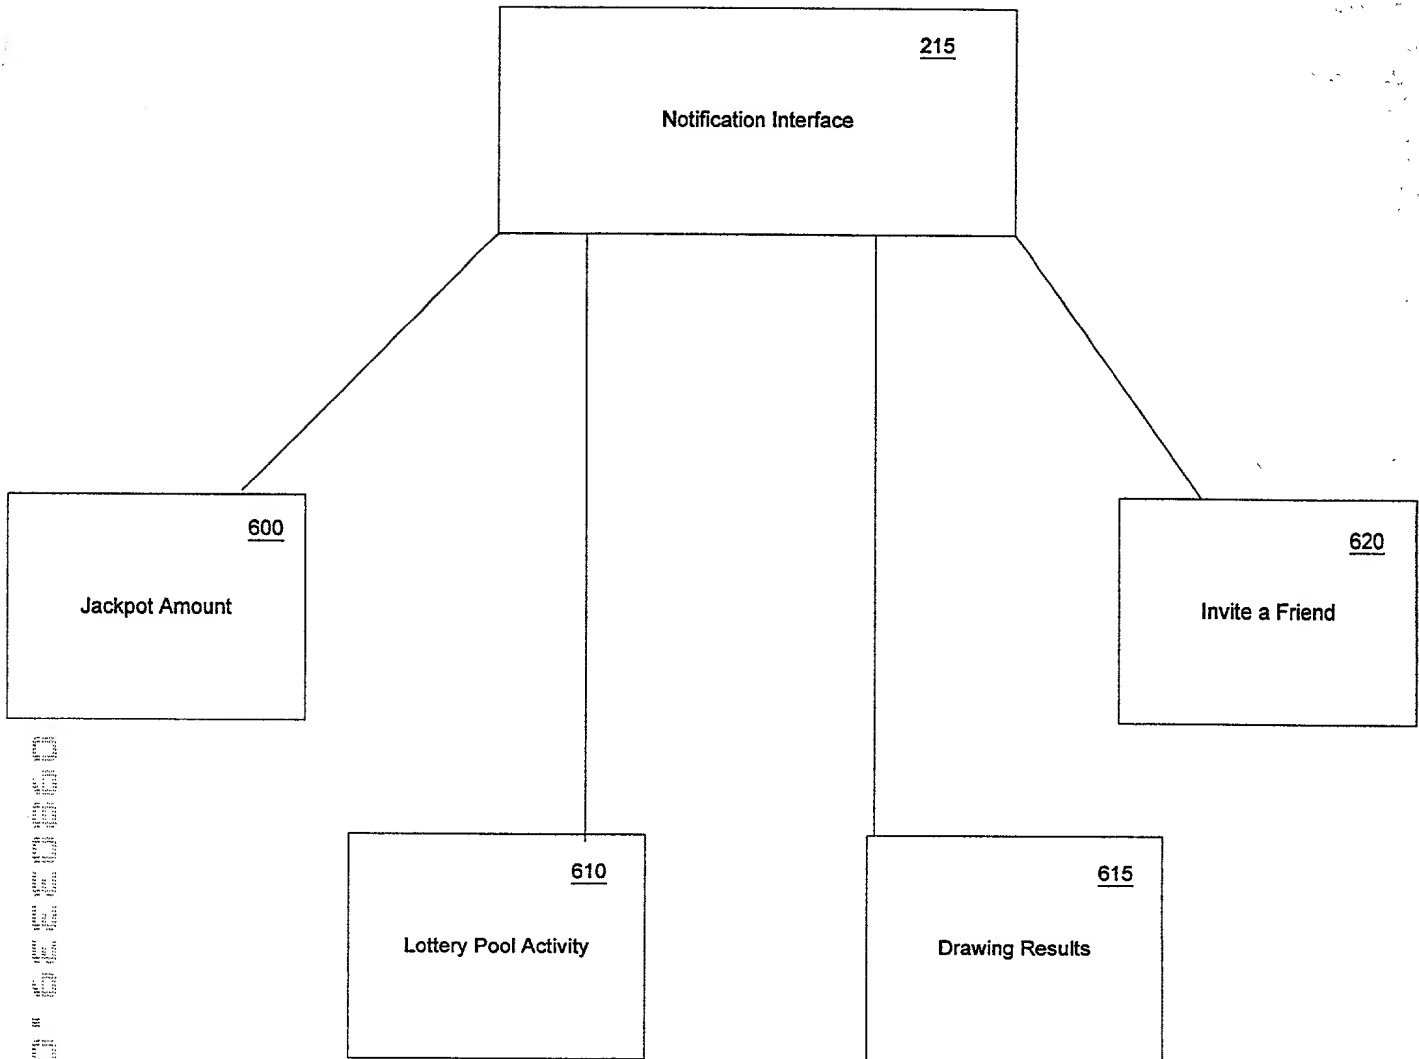 215
Notification Interface
600
Jackpot Amount
620
Invite a Friend
610
Lottery Pool Activity
615
Drawing Results